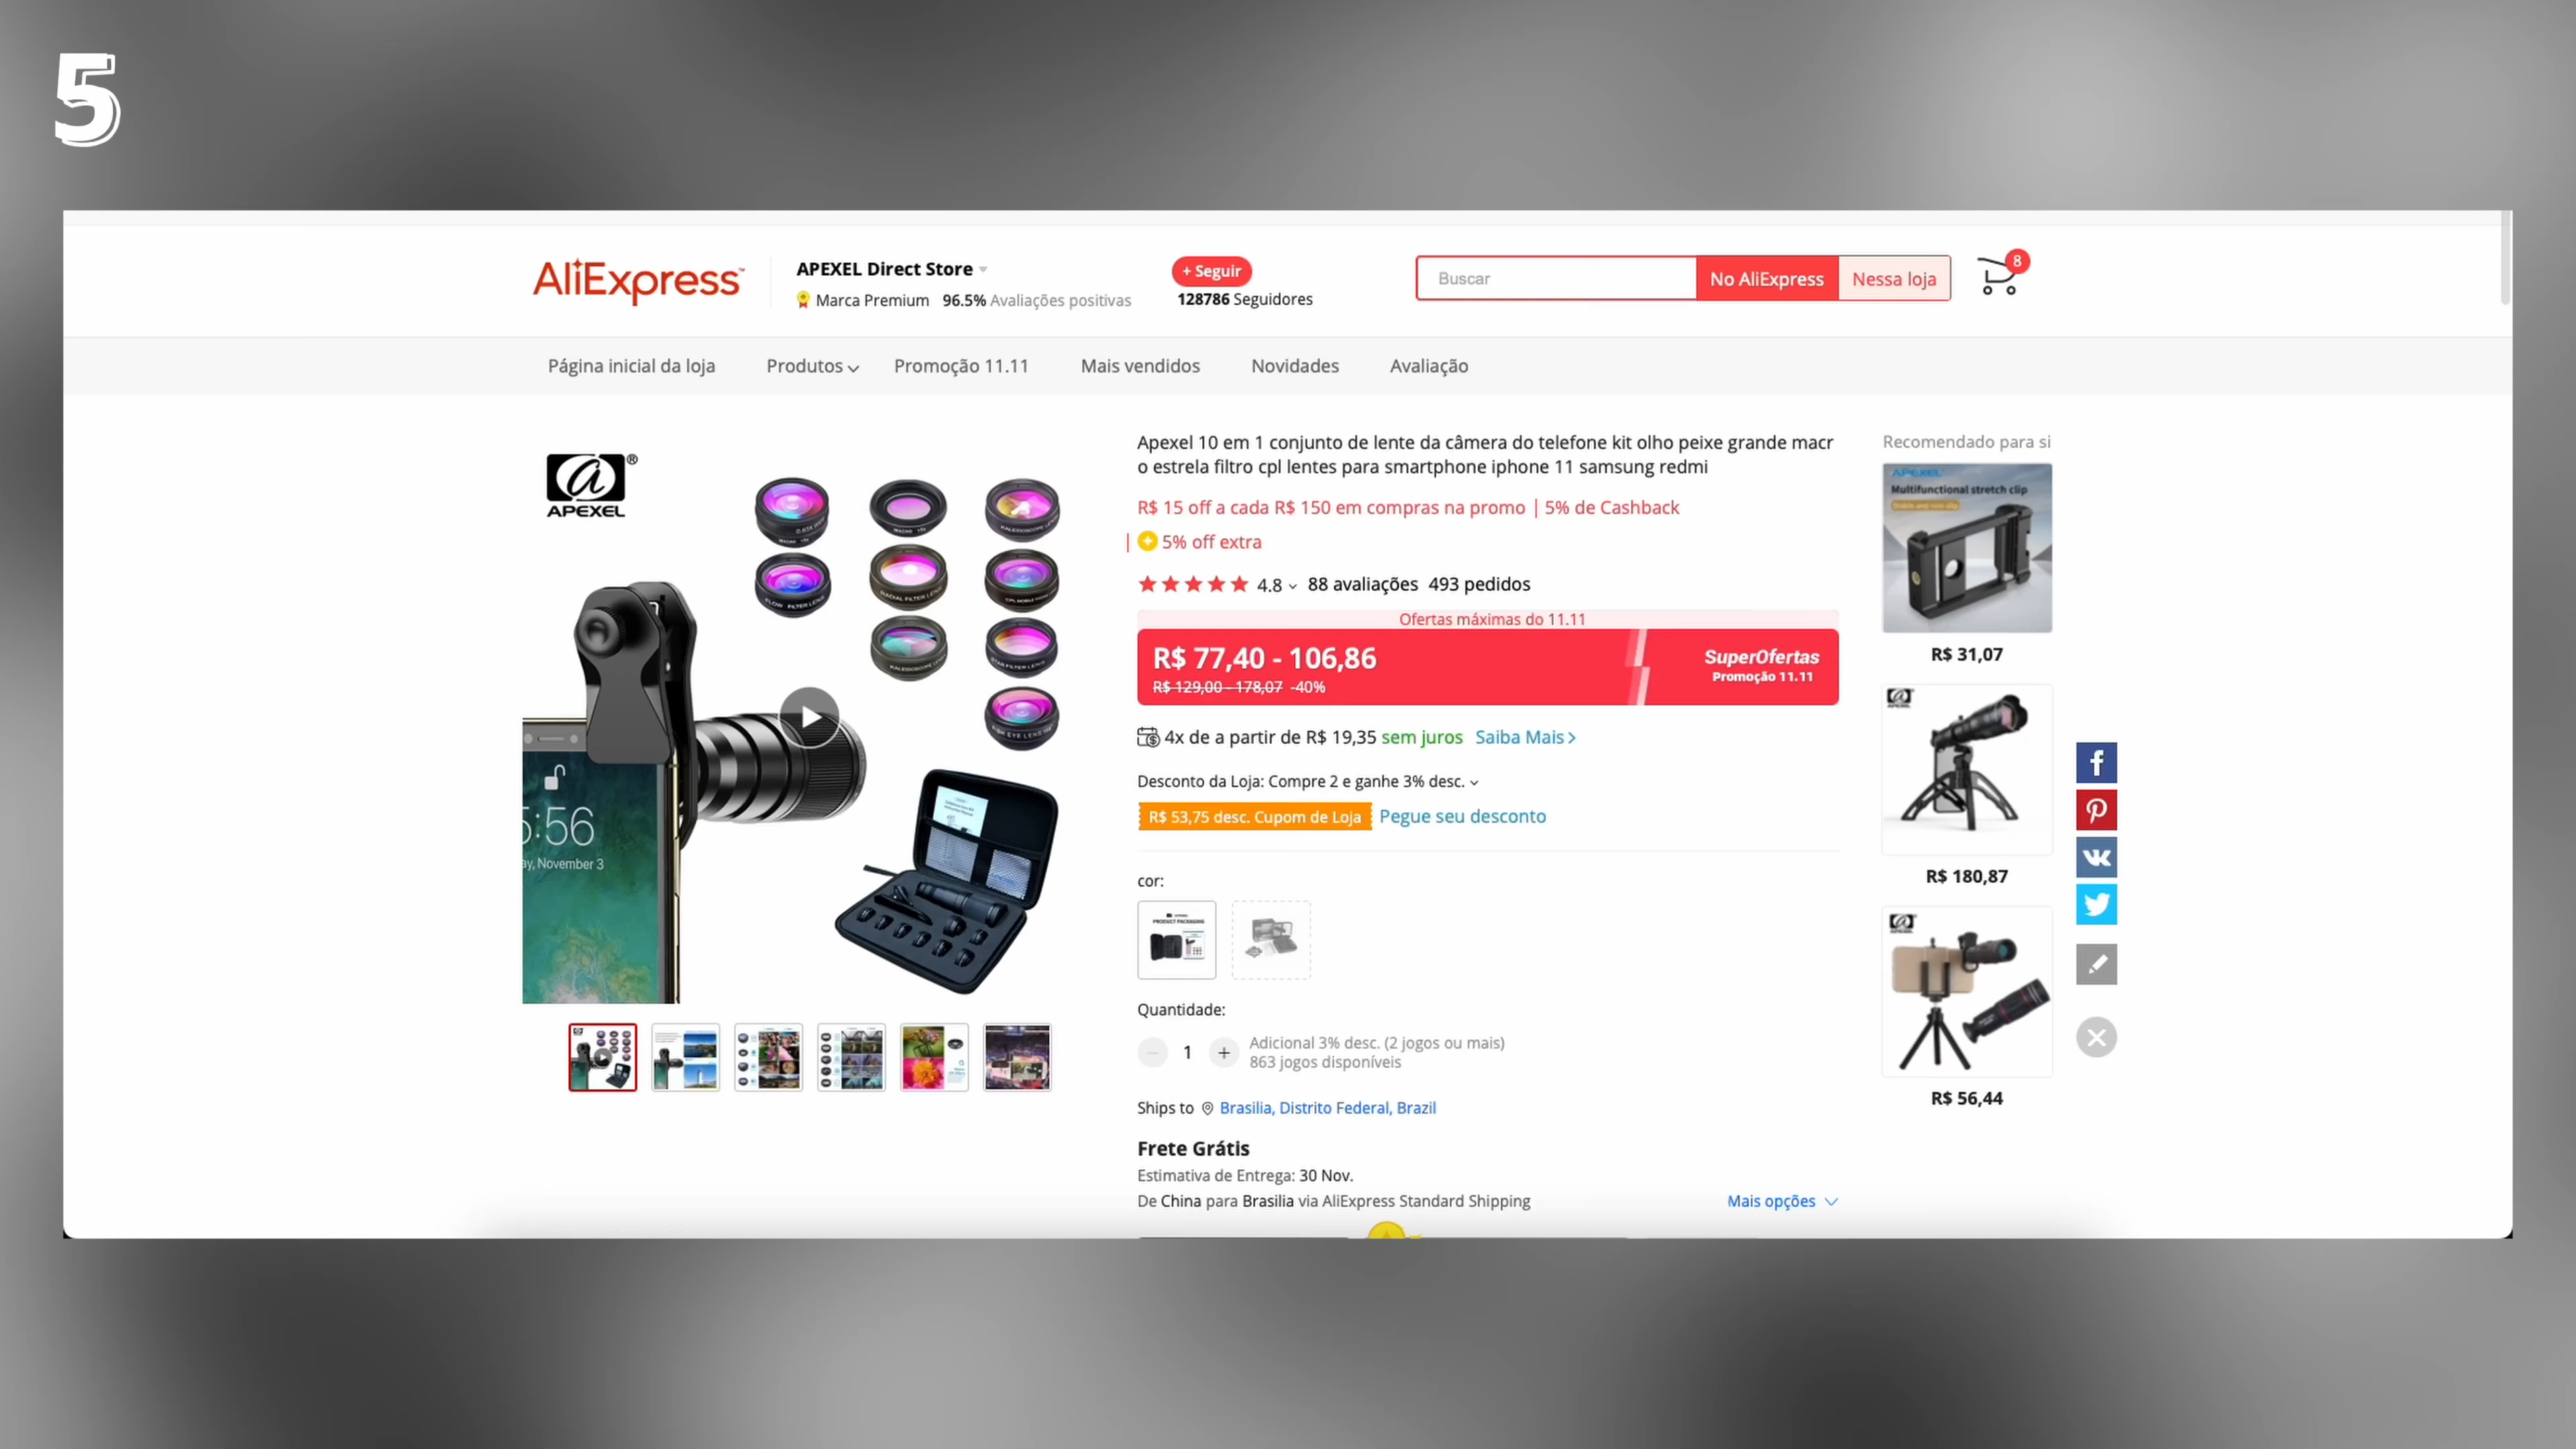 5
AliExpress
APEXEL Direct Store
Marca Premium 96.5% Avaliações positivas
+ Seguir
128786 Seguidores
Buscar
No AliExpress
Nessa loja
8
Página inicial da loja
Produtos
Promoção 11.11
Mais vendidos
Novidades
Avaliação
APEXEL
5:56
ay, November 3
Apexel 10 em 1 conjunto de lente da câmera do telefone kit olho peixe grande macr
o estrela filtro cpl lentes para smartphone iphone 11 samsung redmi
R$ 15 off a cada R$ 150 em compras na promo | 5% de Cashback
| 5% off extra
4.8 88 avaliações 493 pedidos
Ofertas máximas do 11.11
R$ 77,40 - 106,86
R$ 129,00 - 178,07 -40%
SuperOfertas
Promoção 11.11
4x de a partir de R$ 19,35 sem juros Saiba Mais
Desconto da Loja: Compre 2 e ganhe 3% desc.
R$ 53,75 desc. Cupom de Loja Pegue seu desconto
cor:
PRODUCT PACKAGING
Quantidade:
1
Adicional 3% desc. (2 jogos ou mais)
863 jogos disponíveis
Ships to Brasilia, Distrito Federal, Brazil
Frete Grátis
Estimativa de Entrega: 30 Nov.
De China para Brasilia via AliExpress Standard Shipping
Mais opções
Recomendado para si
APEXEL
Multifunctional stretch clip
R$ 31,07
R$ 180,87
R$ 56,44